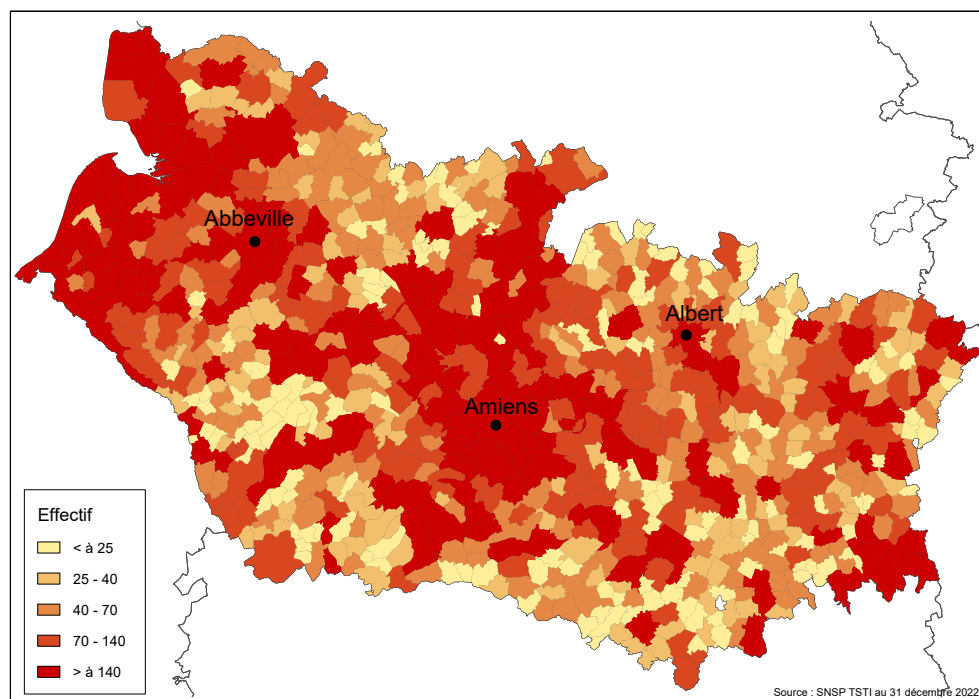 Abbeville
Albert
Amiens
Effectif
< à 25
25 - 40
40 - 70
70 - 140
> à 140
Source : SNSP TSTI au 31 décembre 2022